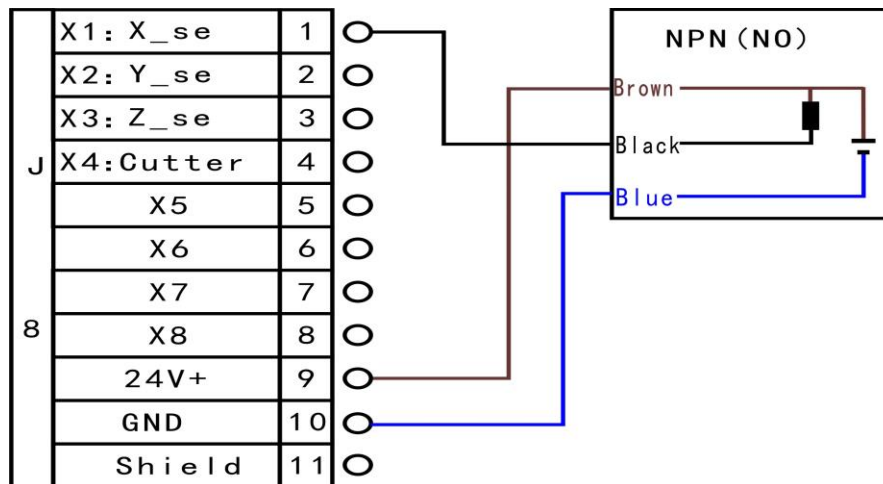 X1: X_se 1
X2: Y_se 2
X3: Z_se 3
X4:Cutter 4
X5 5
X6 6
X7 7
X8 8
24V+ 9
GND 10
Shield 11
J
8
NPN(NO)
Brown
Black
Blue